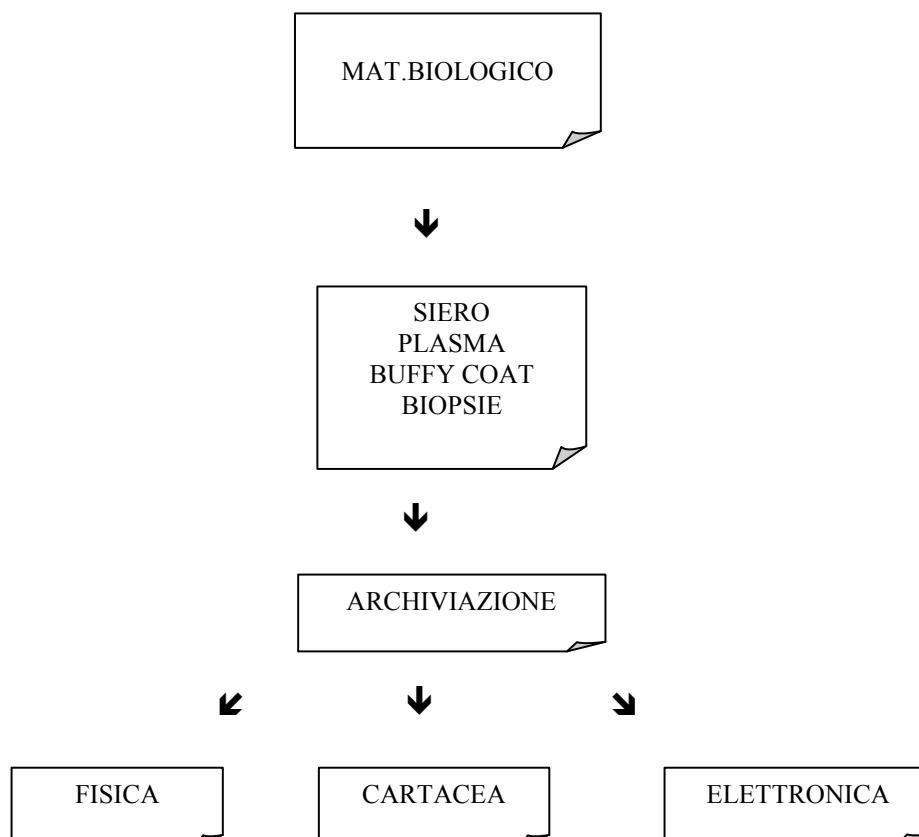 MAT.BIOLOGICO
SIERO
PLASMA
BUFFY COAT
BIOPSIE
ARCHIVIAZIONE
FISICA
CARTACEA
ELETTRONICA